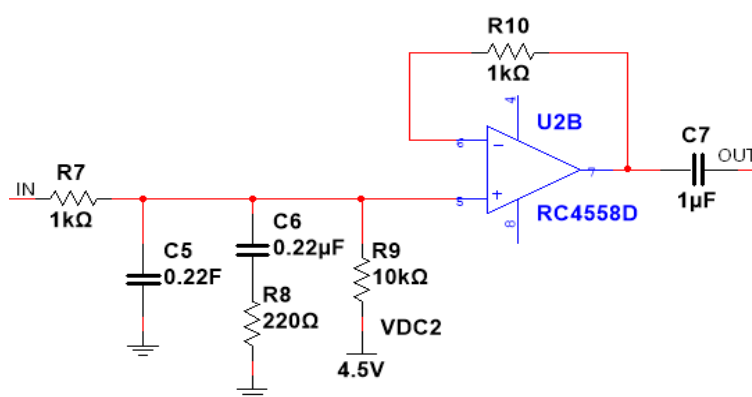 R10
1kΩ
4
U2B
6
7
C7
OUT
1µF
IN
R7
1kΩ
5
8
RC4558D
C5
0.22F
C6
0.22µF
R8
220Ω
R9
10kΩ
VDC2
4.5V